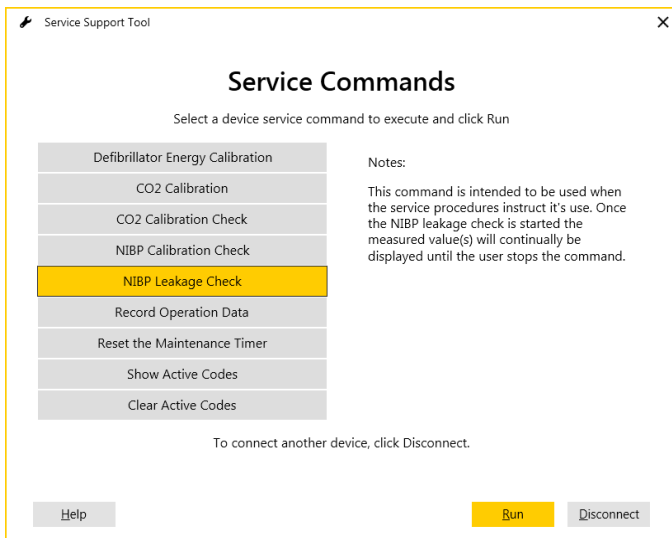 Service Support Tool
Service Commands
Select a device service command to execute and click Run
Defibrillator Energy Calibration
CO2 Calibration
CO2 Calibration Check
NIBP Calibration Check
NIBP Leakage Check
Record Operation Data
Reset the Maintenance Timer
Show Active Codes
Clear Active Codes
Notes:
This command is intended to be used when
the service procedures instruct it's use. Once
the NIBP leakage check is started the
measured value(s) will continually be
displayed until the user stops the command.
To connect another device, click Disconnect.
Help
Run
Disconnect